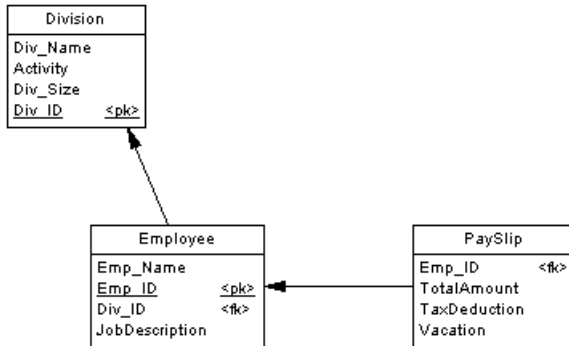 Division
Div_Name
Activity
Div_Size
Div_ID <pk>
Employee
Emp_Name
Emp_ID <pk>
Div_ID <fk>
JobDescription
PaySlip
Emp_ID <fk>
TotalAmount
TaxDeduction
Vacation